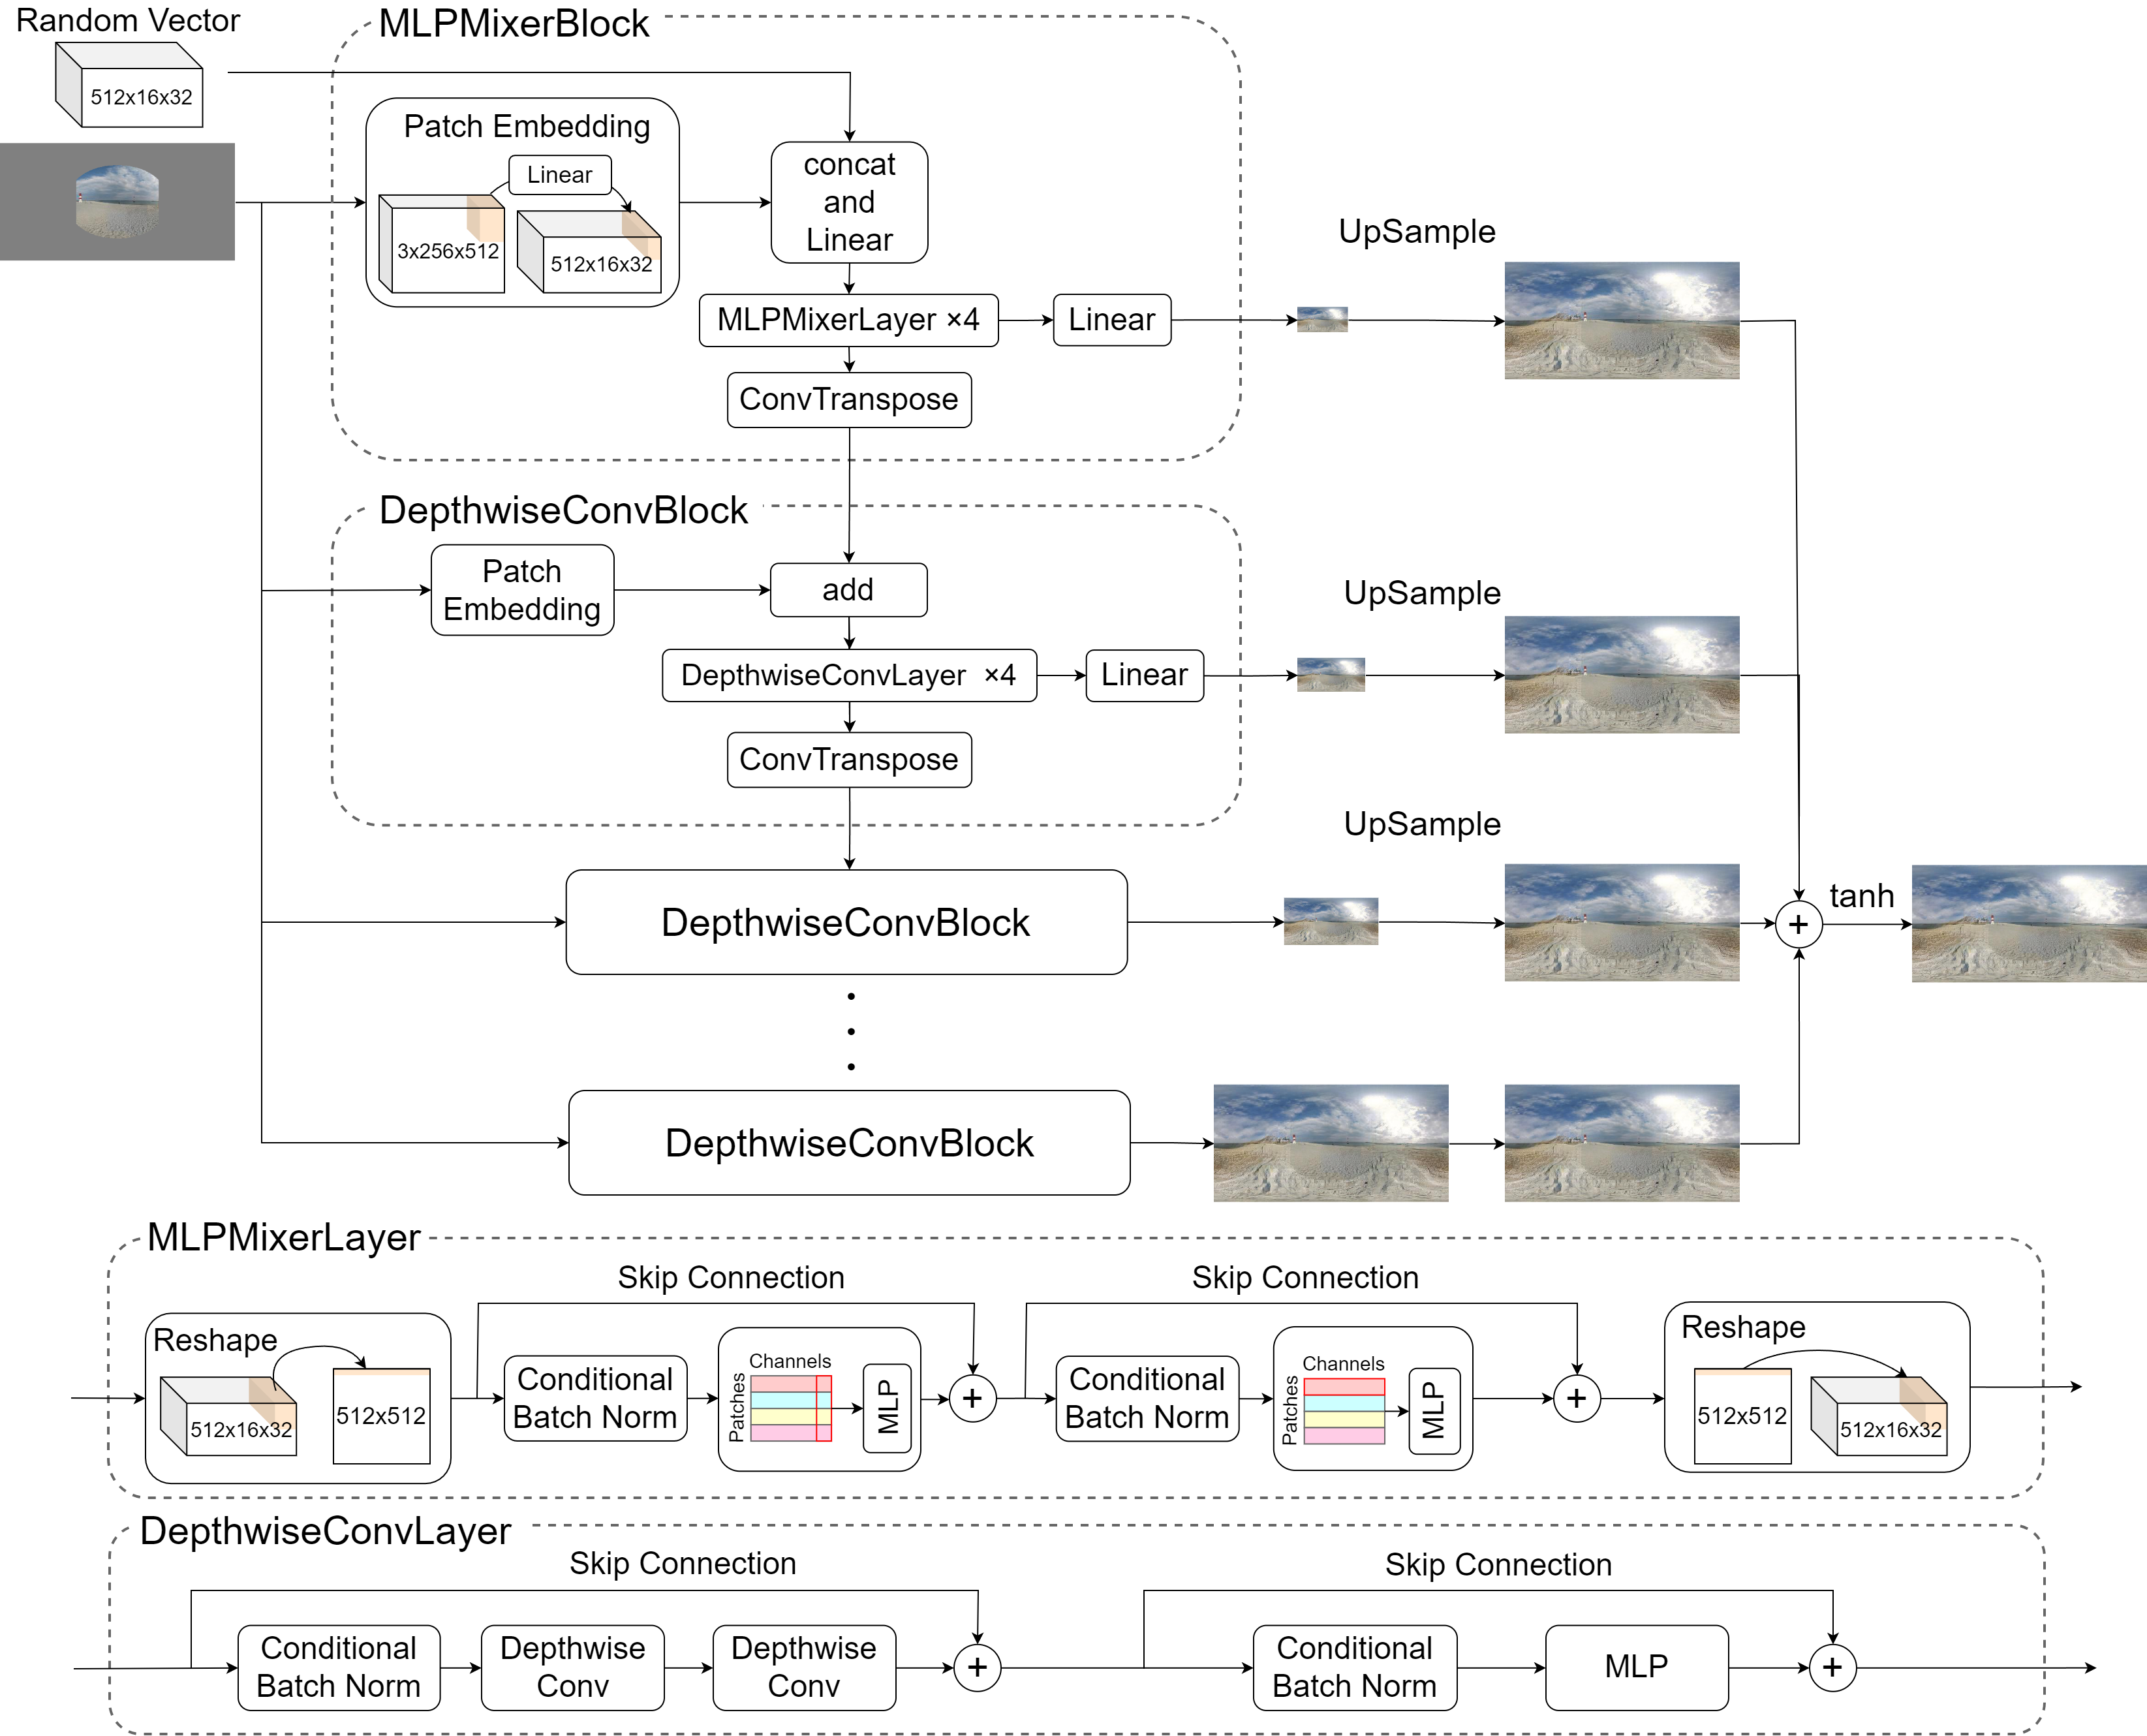 Random Vector
512x16x32
MLPMixerBlock
Patch Embedding
Linear
3x256x512
512x16x32
concat
and
Linear
MLPMixerLayer ×4
Linear
ConvTranspose
UpSample
DepthwiseConvBlock
Patch
Embedding
add
DepthwiseConvLayer ×4
Linear
ConvTranspose
UpSample
UpSample
DepthwiseConvBlock
+
tanh
DepthwiseConvBlock
MLPMixerLayer
Skip Connection
Skip Connection
Reshape
512x16x32
512x512
Conditional
Batch Norm
Channels
Patches
MLP
+
Conditional
Batch Norm
Channels
Patches
MLP
+
Reshape
512x512
512x16x32
DepthwiseConvLayer
Skip Connection
Skip Connection
Conditional
Batch Norm
Depthwise
Conv
Depthwise
Conv
+
Conditional
Batch Norm
MLP
+